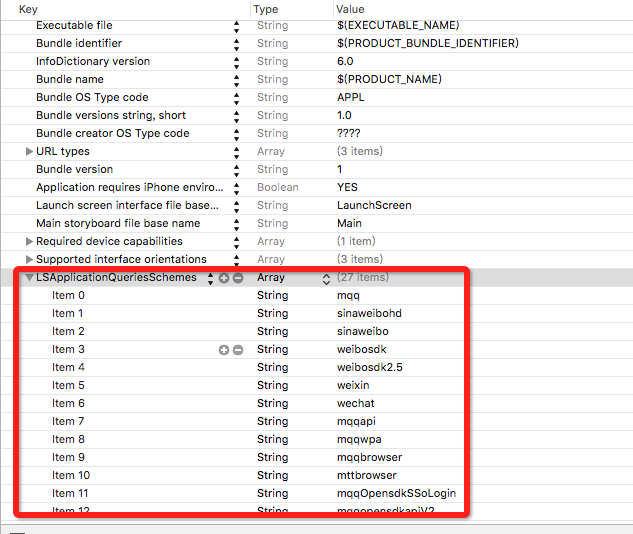 Key Type Value
Executable file String $(EXECUTABLE_NAME)
Bundle identifier String $(PRODUCT_BUNDLE_IDENTIFIER)
InfoDictionary version String 6.0
Bundle name String $(PRODUCT_NAME)
Bundle OS Type code String APPL
Bundle versions string, short String 1.0
Bundle creator OS Type code String ????
URL types Array (3 items)
Bundle version String 1
Application requires iPhone enviro... Boolean YES
Launch screen interface file base... String LaunchScreen
Main storyboard file base name String Main
Required device capabilities Array (1 item)
Supported interface orientations Array (3 items)
LSApplicationQueriesSchemes Array (27 items)
Item 0 String mqq
Item 1 String sinaweibohd
Item 2 String sinaweibo
Item 3 String weibosdk
Item 4 String weibosdk2.5
Item 5 String weixin
Item 6 String wechat
Item 7 String mqqapi
Item 8 String mqqwpa
Item 9 String mqqbrowser
Item 10 String mttbrowser
Item 11 String mqqOpensdkSSoLogin
Item 12 String mqqopensdkapiV2